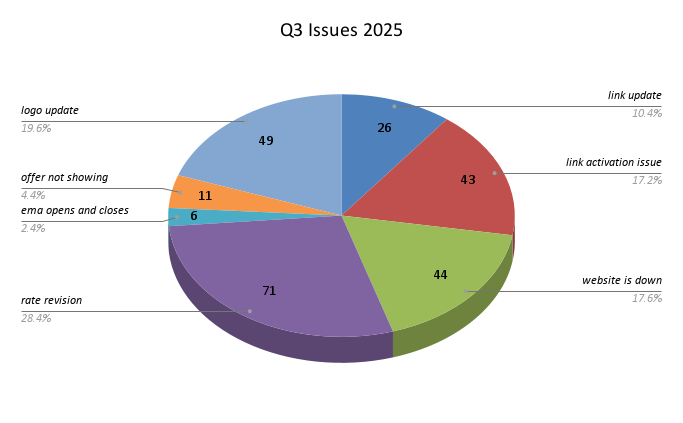 Q3 Issues 2025
link update
10.4%
26
link activation issue
17.2%
43
website is down
17.6%
44
rate revision
28.4%
71
ema opens and closes
2.4%
6
offer not showing
4.4%
11
logo update
19.6%
49